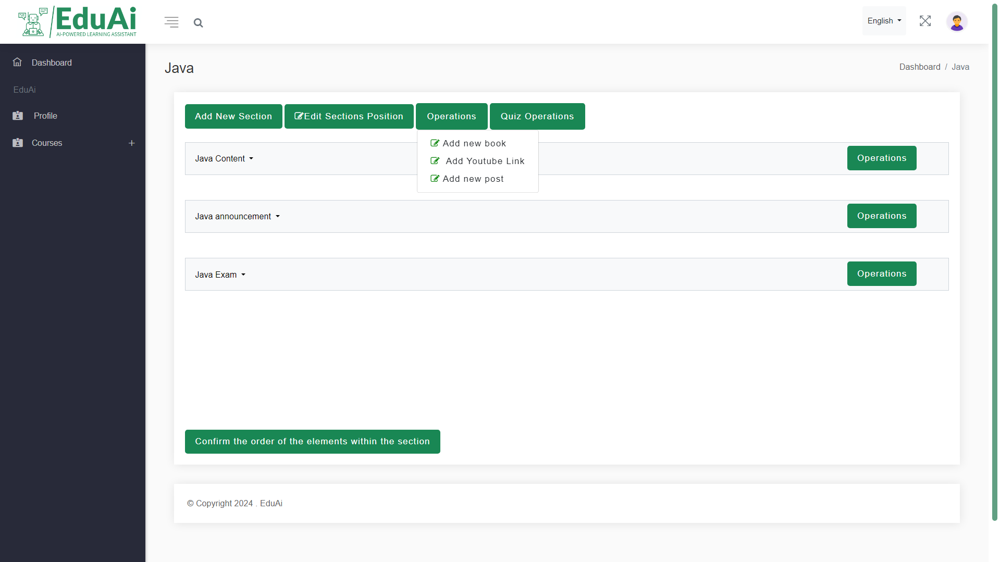 EduAi
AI-POWERED LEARNING ASSISTANT
English
Dashboard
EduAi
Profile
Courses
Java
Dashboard / Java
Add New Section
Edit Sections Position
Operations
Quiz Operations
Add new book
Add Youtube Link
Add new post
Java Content
Operations
Java announcement
Operations
Java Exam
Operations
Confirm the order of the elements within the section
© Copyright 2024 . EduAi